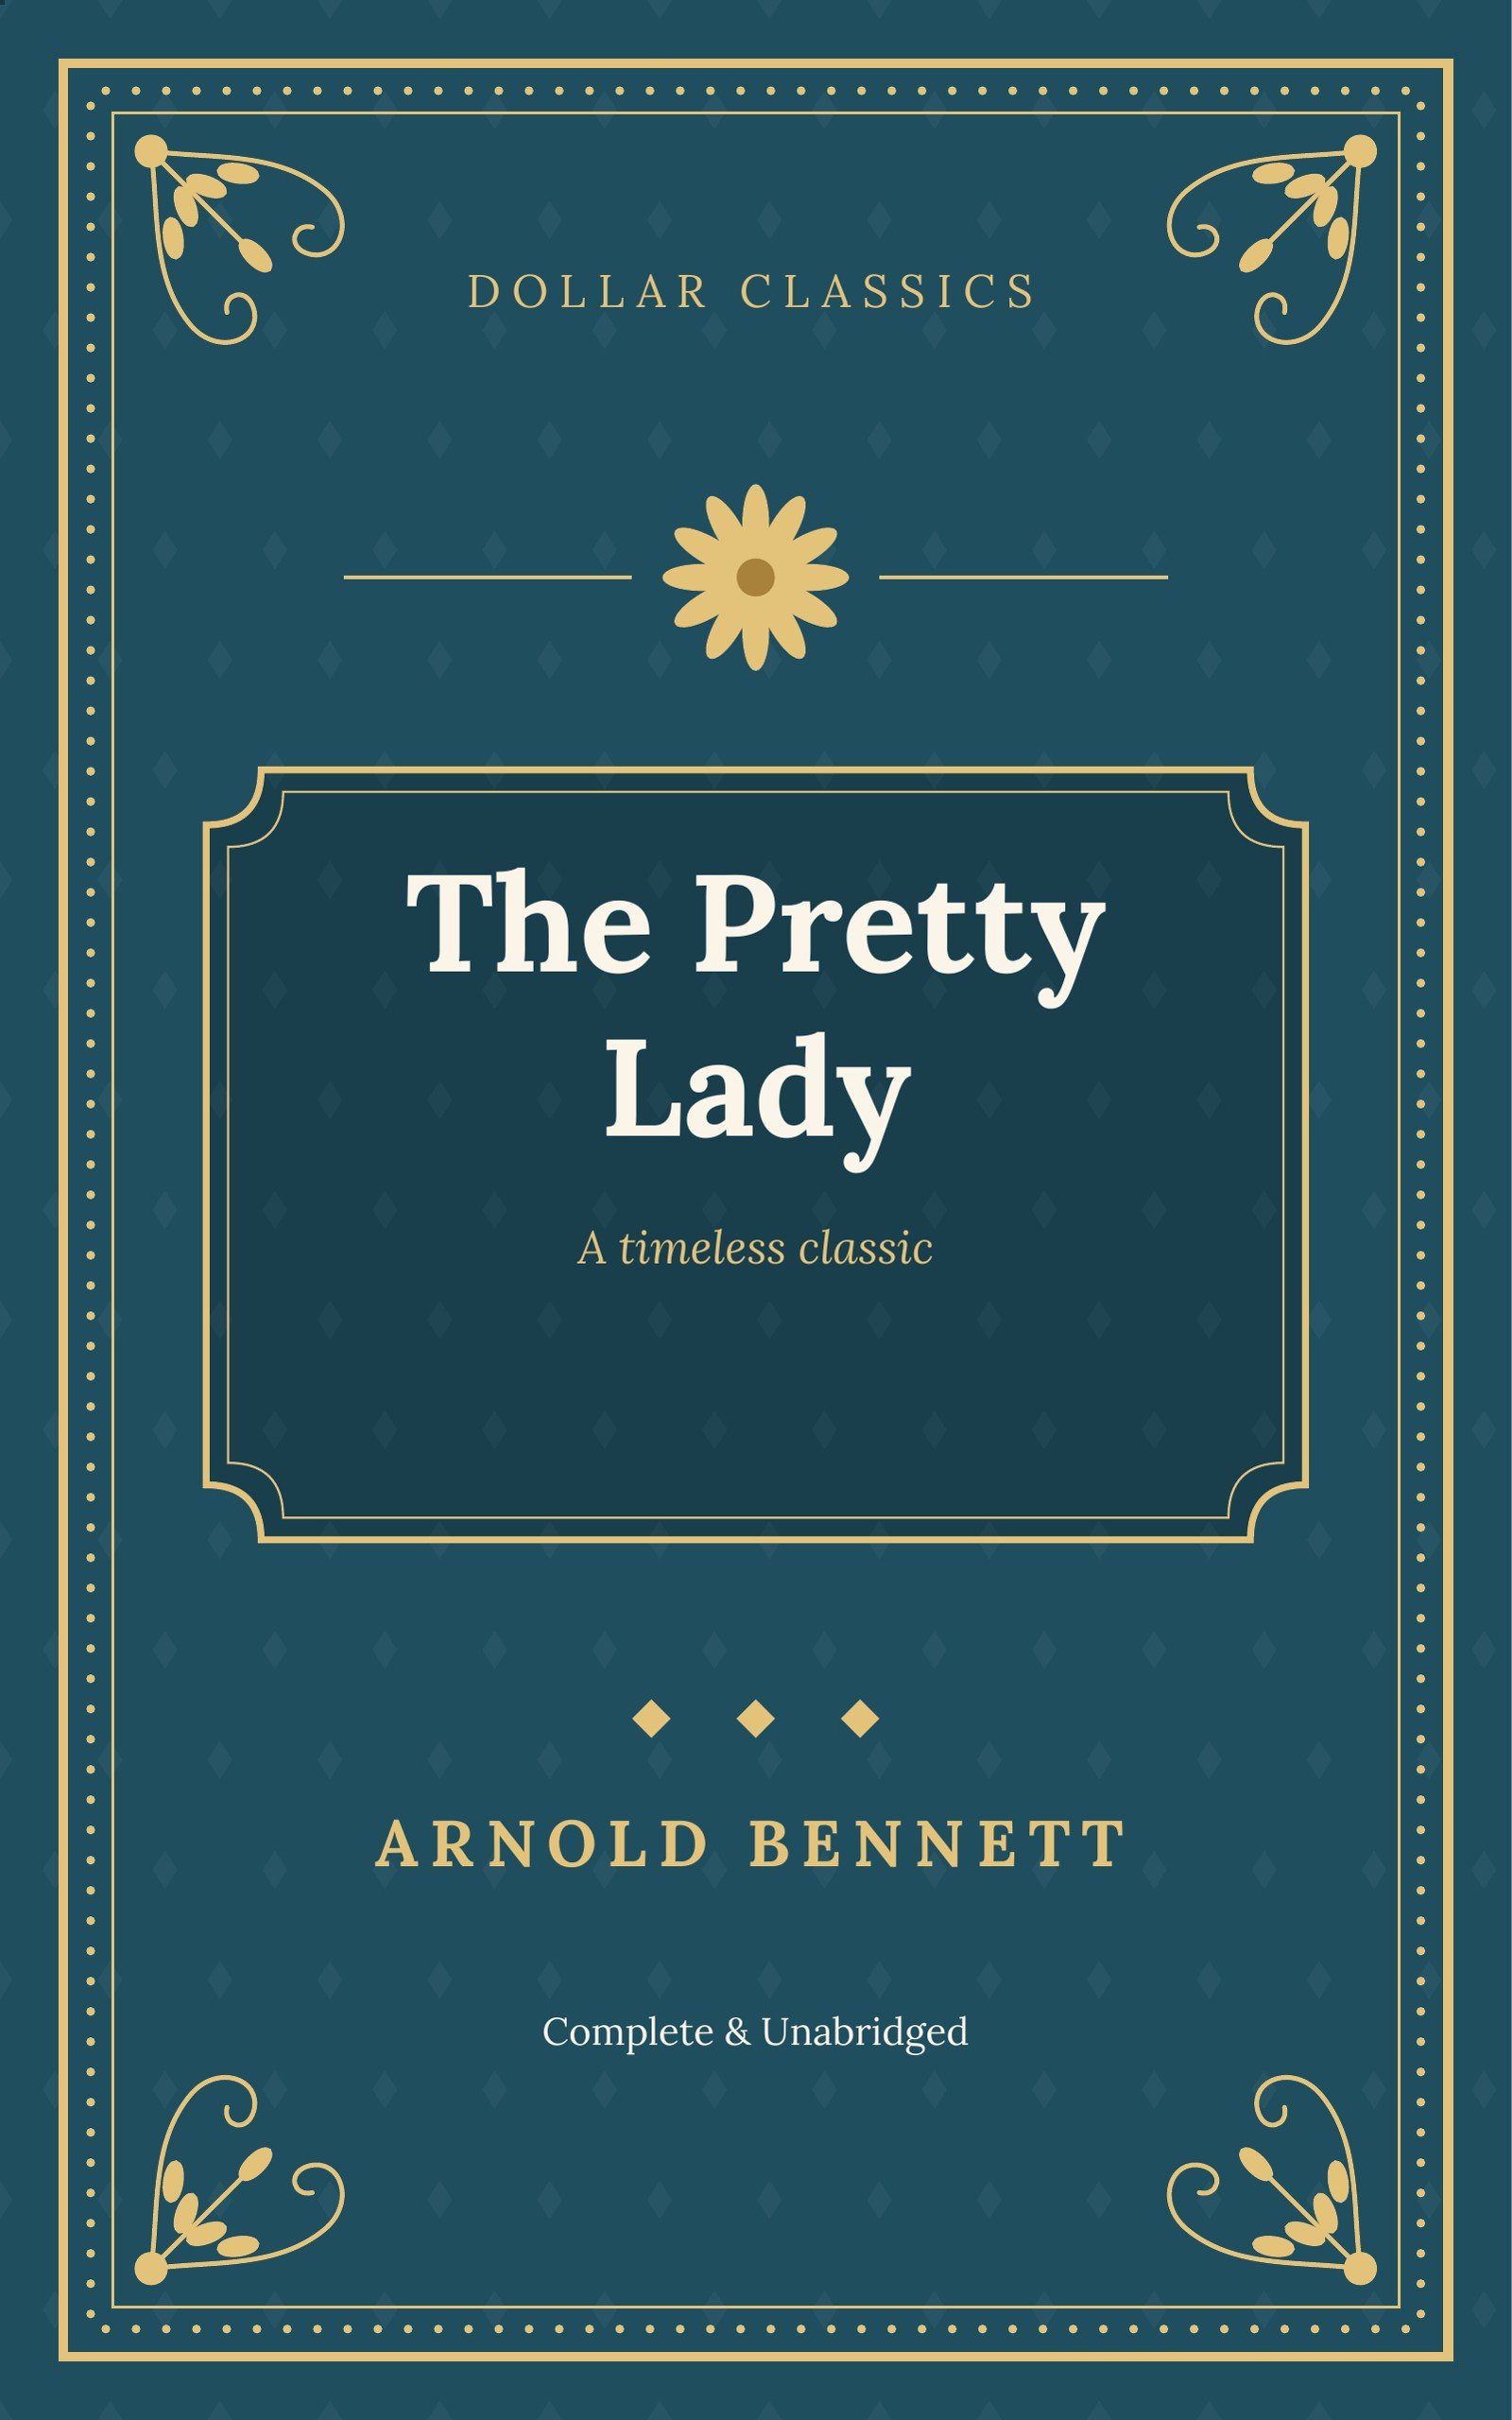 DOLLAR CLASSICS
The Pretty
Lady
A timeless classic
ARNOLD BENNETT
Complete & Unabridged